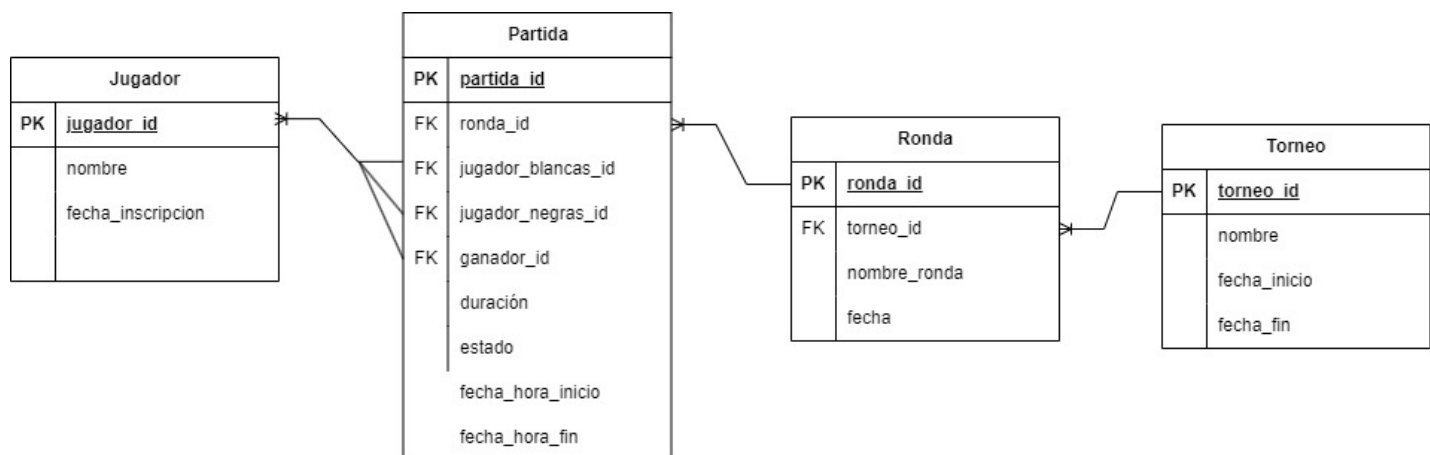 Jugador
PK jugador_id
nombre
fecha_inscripcion
Partida
PK partida_id
FK ronda_id
FK jugador_blancas_id
FK jugador_negras_id
FK ganador_id
duración
estado
fecha_hora_inicio
fecha_hora_fin
Ronda
PK ronda_id
FK torneo_id
nombre_ronda
fecha
Torneo
PK torneo_id
nombre
fecha_inicio
fecha_fin